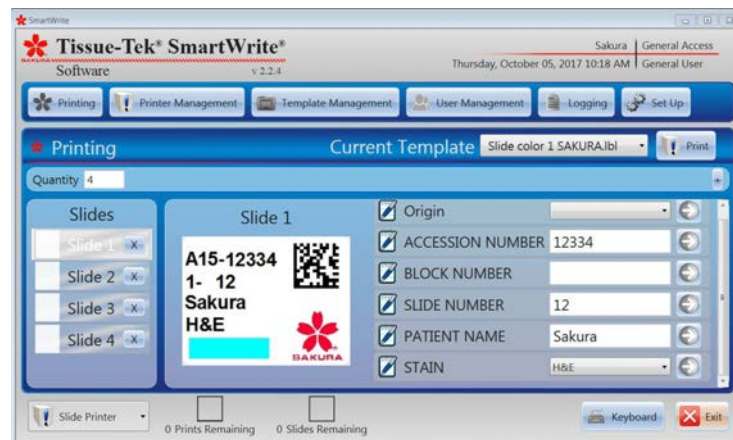 SmartWrite
Tissue-Tek® SmartWrite®
Software v 2.2.4
SAKURA
Sakura General Access
Thursday, October 05, 2017 10:18 AM General User
Printing Printer Management Template Management User Management Logging Set Up
Printing Current Template Slide color 1 SAKURA.lbl Print
Quantity 4 +
Slides
Slide 1 X
Slide 2 X
Slide 3 X
Slide 4 X
Slide 1
A15-12334
1- 12
Sakura
H&E
SAKURA
Origin
ACCESSION NUMBER 12334
BLOCK NUMBER
SLIDE NUMBER 12
PATIENT NAME Sakura
STAIN H&E
Slide Printer 0 Prints Remaining 0 Slides Remaining Keyboard Exit